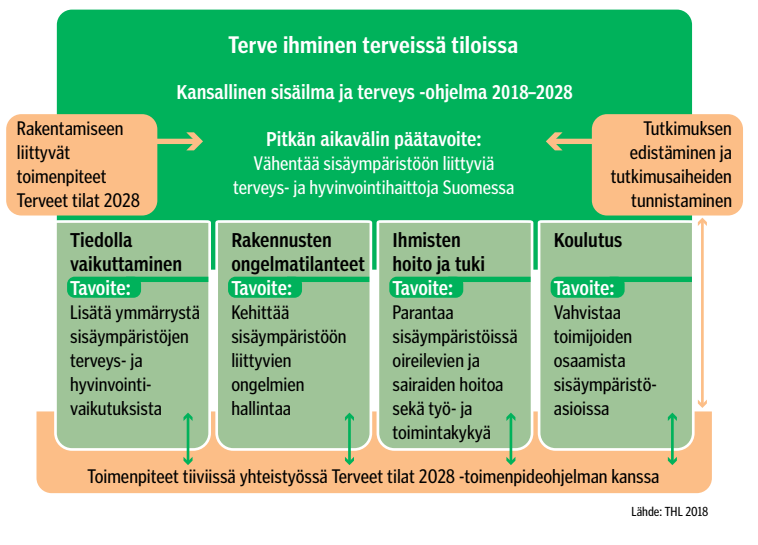 Terve ihminen terveissä tiloissa
Kansallinen sisäilma ja terveys -ohjelma 2018–2028
Rakentamiseen
liittyvät
toimenpiteet
Terveet tilat 2028
Pitkän aikavälin päätavoite:
Vähentää sisäympäristöön liittyviä
terveys- ja hyvinvointihaittoja Suomessa
Tutkimuksen
edistäminen ja
tutkimusaiheiden
tunnistaminen
Tiedolla
vaikuttaminen
Tavoite:
Lisätä ymmärrystä
sisäympäristöjen
terveys- ja
hyvinvointi-
vaikutuksista
Rakennusten
ongelmatilanteet
Tavoite:
Kehittää
sisäympäristöön
liittyvien
ongelmien
hallintaa
Ihmisten
hoito ja tuki
Tavoite:
Parantaa
sisäympäristöissä
oireilevien ja
sairaiden hoitoa
sekä työ- ja
toimintakykyä
Koulutus
Tavoite:
Vahvistaa
toimijoiden
osaamista
sisäympäristö-
asioissa
Toimenpiteet tiiviissä yhteistyössä Terveet tilat 2028 -toimenpideohjelman kanssa
Lähde: THL 2018